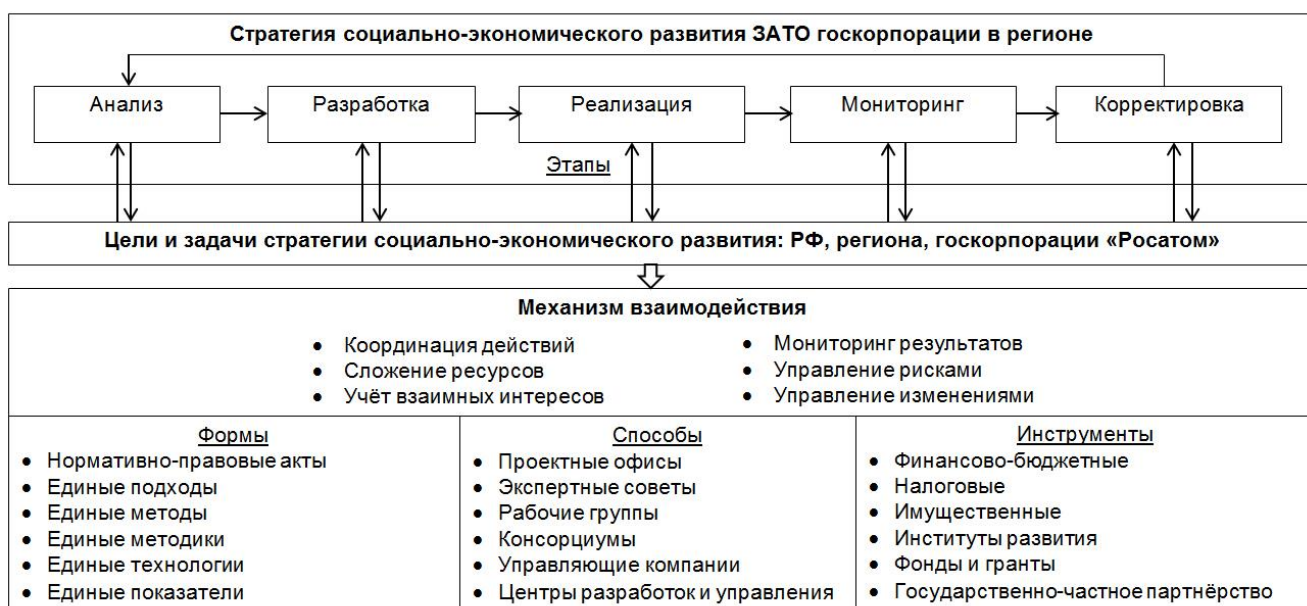 Стратегия социально-экономического развития ЗАТО госкорпорации в регионе
Анализ
Разработка
Реализация
Мониторинг
Корректировка
Этапы
Цели и задачи стратегии социально-экономического развития: РФ, региона, госкорпорации «Росатом»
Механизм взаимодействия
• Координация действий
• Сложение ресурсов
• Учёт взаимных интересов
• Мониторинг результатов
• Управление рисками
• Управление изменениями
Формы
• Нормативно-правовые акты
• Единые подходы
• Единые методы
• Единые методики
• Единые технологии
• Единые показатели
Способы
• Проектные офисы
• Экспертные советы
• Рабочие группы
• Консорциумы
• Управляющие компании
• Центры разработок и управления
Инструменты
• Финансово-бюджетные
• Налоговые
• Имущественные
• Институты развития
• Фонды и гранты
• Государственно-частное партнёрство